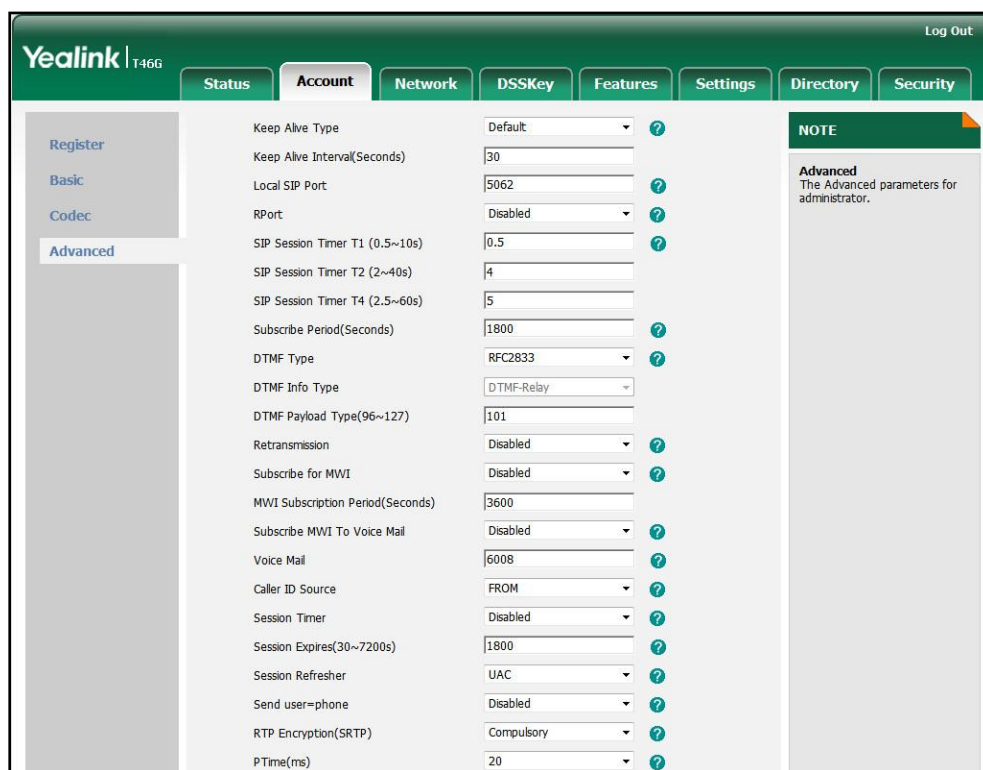 Log Out
Yealink T46G
Status Account Network DSSKey Features Settings Directory Security
Register
Basic
Codec
Advanced
Keep Alive Type Default ?
Keep Alive Interval(Seconds) 30
Local SIP Port 5062 ?
RPort Disabled ?
SIP Session Timer T1 (0.5~10s) 0.5 ?
SIP Session Timer T2 (2~40s) 4
SIP Session Timer T4 (2.5~60s) 5
Subscribe Period(Seconds) 1800 ?
DTMF Type RFC2833 ?
DTMF Info Type DTMF-Relay
DTMF Payload Type(96~127) 101
Retransmission Disabled ?
Subscribe for MWI Disabled ?
MWI Subscription Period(Seconds) 3600
Subscribe MWI To Voice Mail Disabled ?
Voice Mail 6008 ?
Caller ID Source FROM ?
Session Timer Disabled ?
Session Expires(30~7200s) 1800 ?
Session Refresher UAC ?
Send user=phone Disabled ?
RTP Encryption(SRTP) Compulsory ?
PTime(ms) 20 ?
NOTE
Advanced
The Advanced parameters for
administrator.